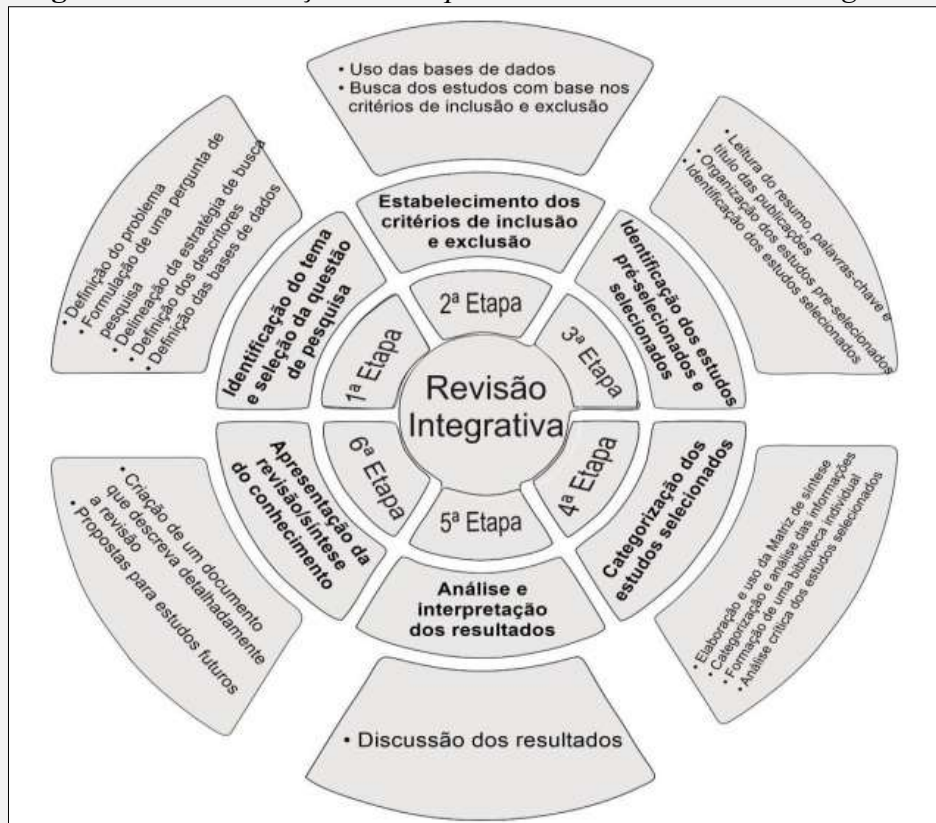 Revisão
Integrativa
1ª Etapa
Identificação do tema
e seleção da questão
de pesquisa
• Definição do problema
• Formulação de uma pergunta de
pesquisa
• Delineação da estratégia de busca
• Definição dos descritores
• Definição das bases de dados
2ª Etapa
Estabelecimento dos
critérios de inclusão
e exclusão
• Uso das bases de dados
• Busca dos estudos com base nos
critérios de inclusão e exclusão
3ª Etapa
Identificação dos estudos
pré-selecionados e
selecionados
• Leitura do resumo, palavras-chave e
título das publicações
• Organização dos estudos pré-selecionados
• Identificação dos estudos selecionados
4ª Etapa
Categorização dos
estudos selecionados
• Elaboração e uso da Matriz de síntese
• Categorização e análise das informações
• Formação de uma biblioteca individual
• Análise crítica dos estudos selecionados
5ª Etapa
Análise e
interpretação
dos resultados
• Discussão dos resultados
6ª Etapa
Apresentação da
revisão/síntese
do conhecimento
• Criação de um documento
que descreva detalhadamente
a revisão
• Propostas para estudos futuros